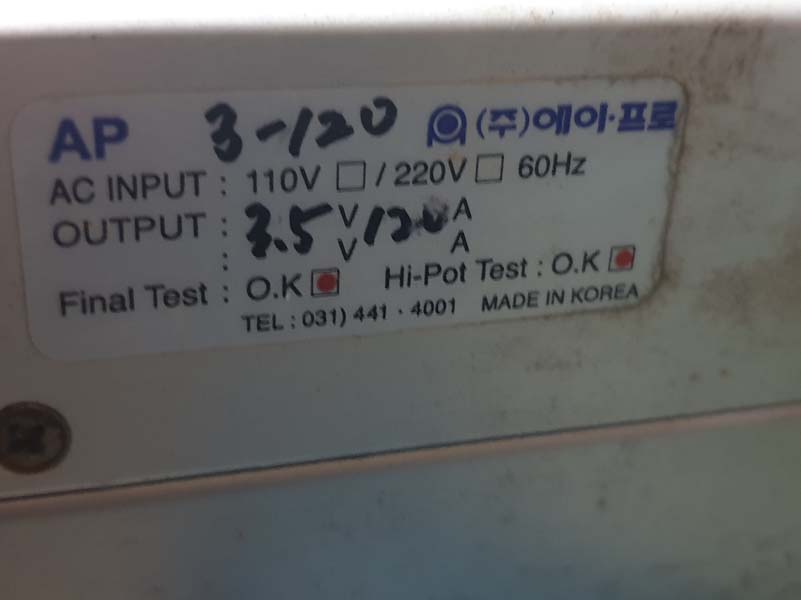 AP 3-120 (주)에이·프로
AC INPUT : 110V □ / 220V □ 60Hz
OUTPUT : 3.5 V 120 A
: V A
Final Test : O.K Hi-Pot Test : O.K
TEL : 031) 441 · 4001 MADE IN KOREA